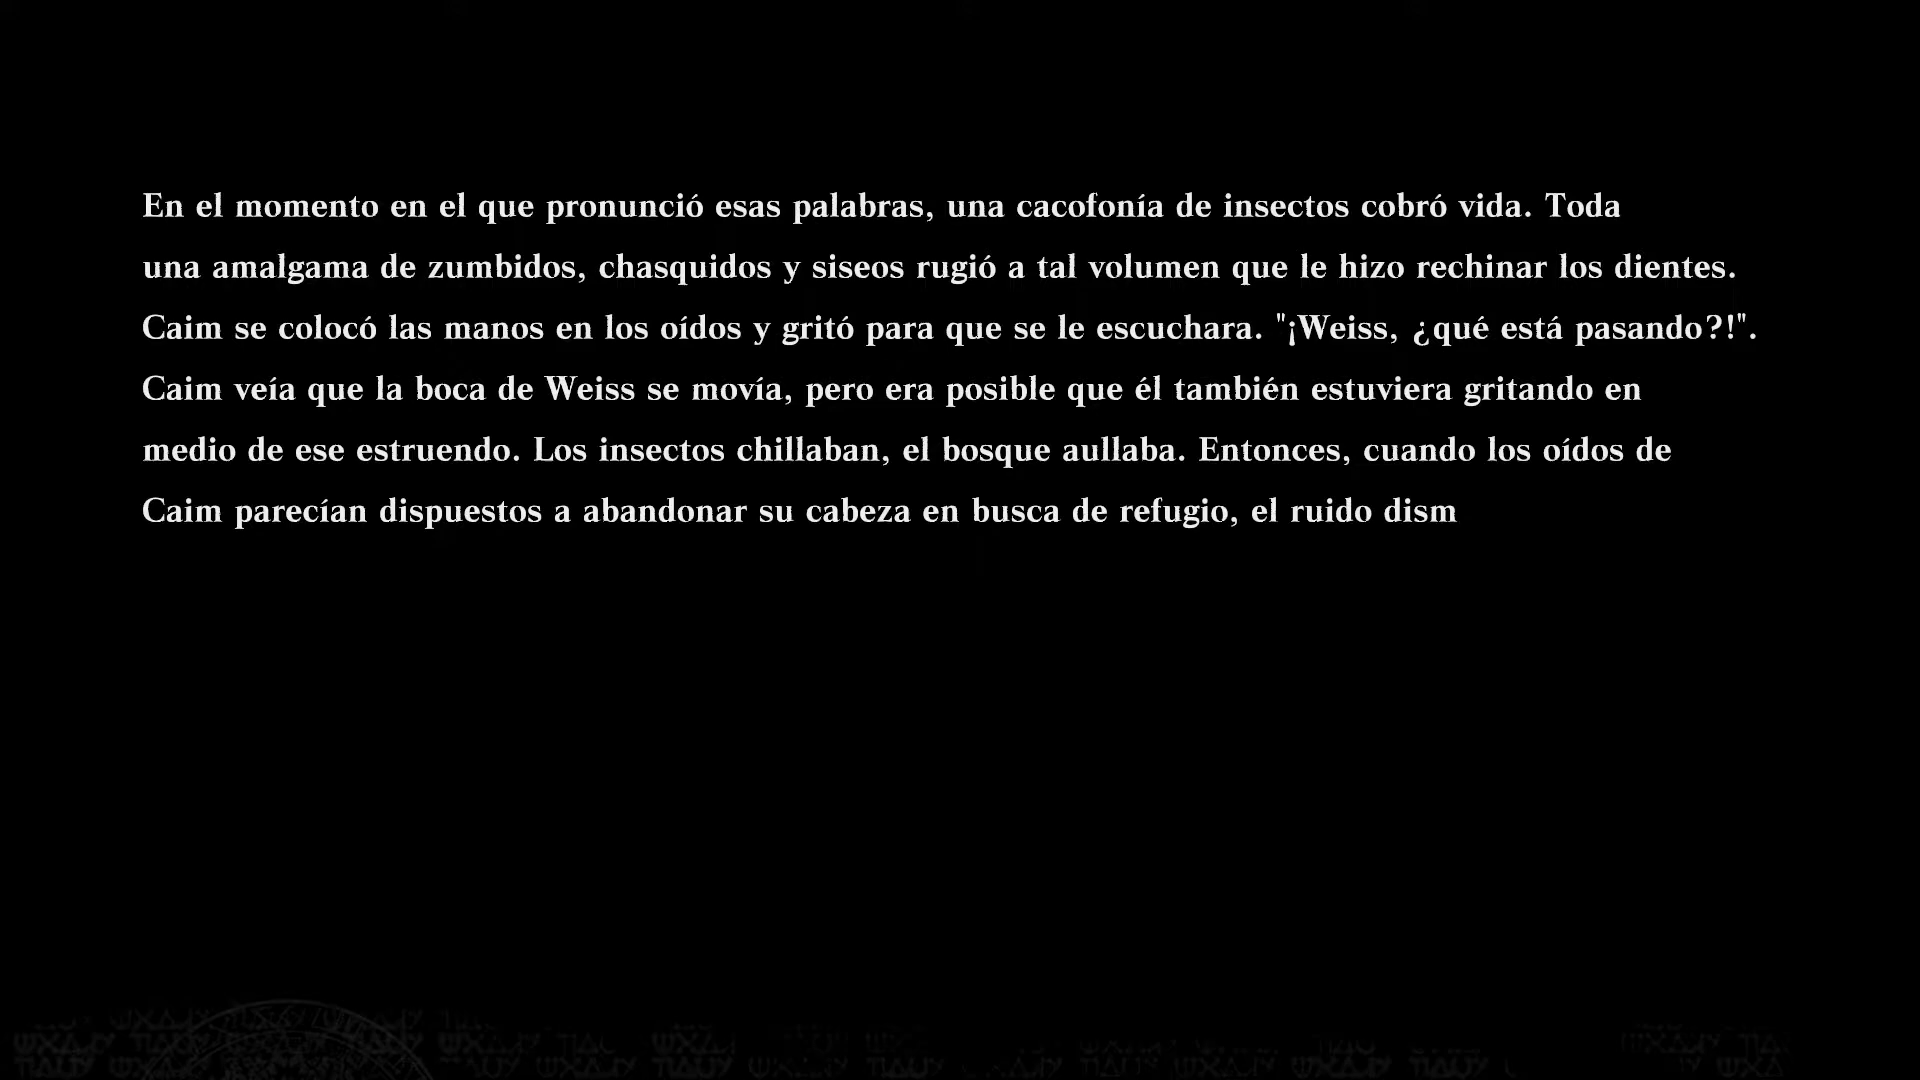 En el momento en el que pronunció esas palabras, una cacofonía de insectos cobró vida. Toda
una amalgama de zumbidos, chasquidos y siseos rugió a tal volumen que le hizo rechinar los dientes.
Caim se colocó las manos en los oídos y gritó para que se le escuchara. "¡Weiss, ¿qué está pasando?!".
Caim veía que la boca de Weiss se movía, pero era posible que él también estuviera gritando en
medio de ese estruendo. Los insectos chillaban, el bosque aullaba. Entonces, cuando los oídos de
Caim parecían dispuestos a abandonar su cabeza en busca de refugio, el ruido dism